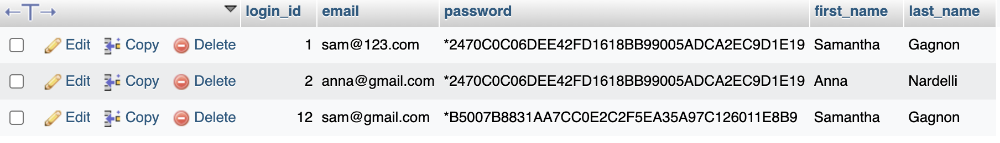 login_id email password first_name last_name
Edit Copy Delete 1 sam@123.com *2470C0C06DEE42FD1618BB99005ADCA2EC9D1E19 Samantha Gagnon
Edit Copy Delete 2 anna@gmail.com *2470C0C06DEE42FD1618BB99005ADCA2EC9D1E19 Anna Nardelli
Edit Copy Delete 12 sam@gmail.com *B5007B8831AA7CC0E2C2F5EA35A97C126011E8B9 Samantha Gagnon